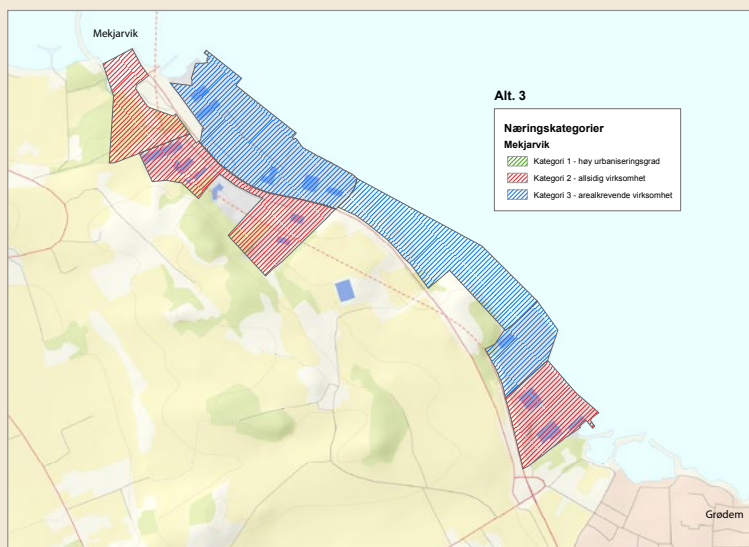 Mekjarvik
Alt. 3
Næringskategorier
Mekjarvik
Kategori 1 - høy urbaniseringsgrad
Kategori 2 - allsidig virksomhet
Kategori 3 - arealkrevende virksomhet
Grødem